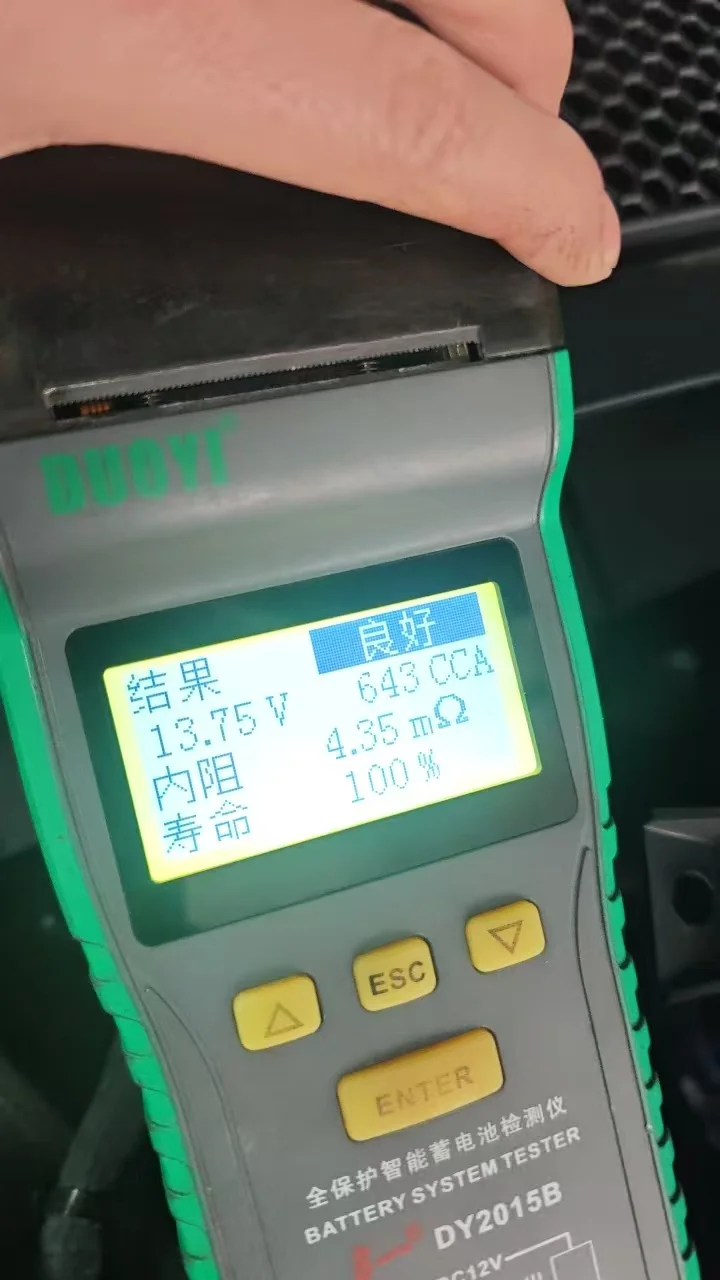 DUOYI
结果 良好
13.75 V 643 CCA
内阻 4.35 mΩ
寿命 100 %
ESC
ENTER
全保护智能蓄电池检测仪
BATTERY SYSTEM TESTER
DY2015B
DC12V